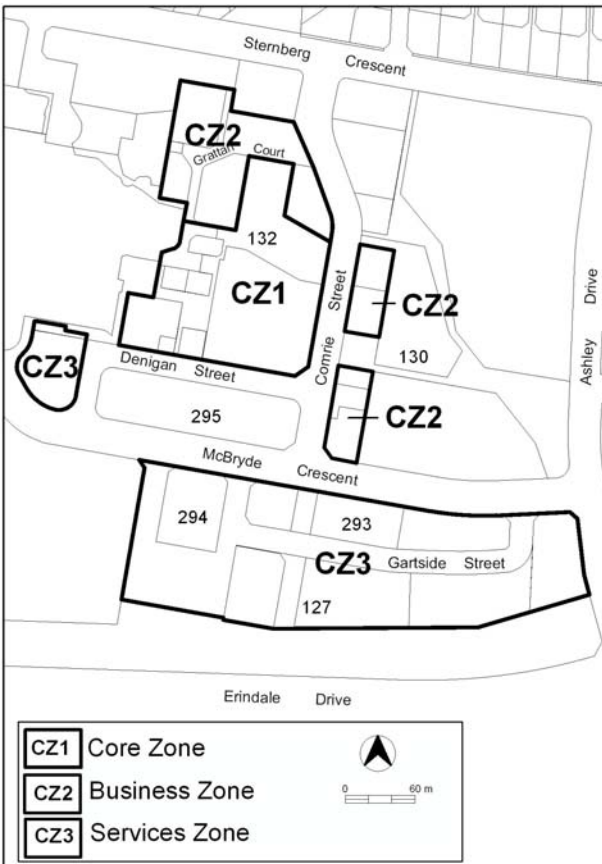 Sternberg Crescent
CZ2
Grattan Court
132
CZ1
Comrie Street
CZ2
Ashley Drive
130
Denigan Street
CZ3
295
CZ2
McBryde Crescent
294
293
CZ3
Gartside Street
127
Erindale Drive
CZ1 Core Zone
CZ2 Business Zone
CZ3 Services Zone
0 60 m